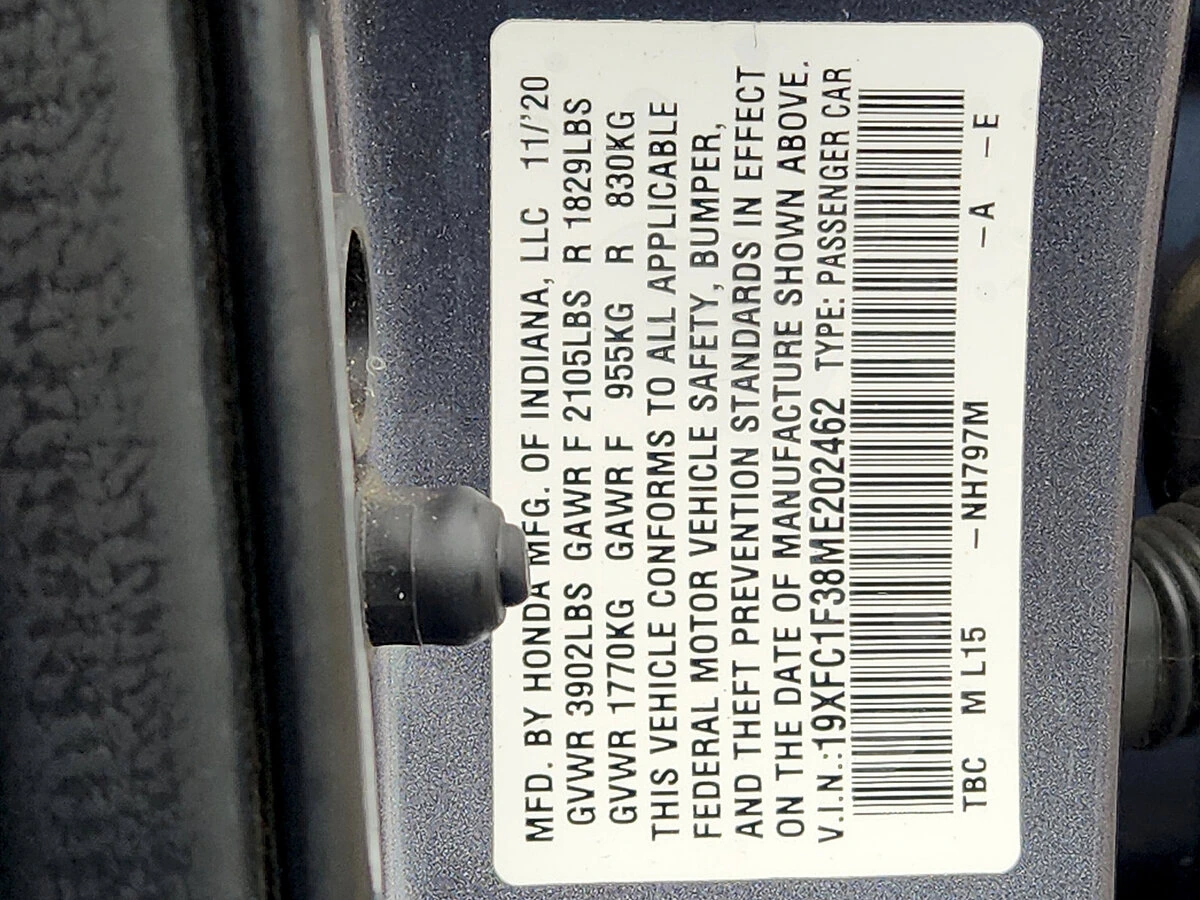 MFD. BY HONDA MFG. OF INDIANA, LLC 11/'20
GVWR 3902LBS GAWR F 2105LBS R 1829LBS
GVWR 1770KG GAWR F 955KG R 830KG
THIS VEHICLE CONFORMS TO ALL APPLICABLE
FEDERAL MOTOR VEHICLE SAFETY, BUMPER,
AND THEFT PREVENTION STANDARDS IN EFFECT
ON THE DATE OF MANUFACTURE SHOWN ABOVE.
V.I.N.:19XFC1F38ME202462 TYPE: PASSENGER CAR
TBC M L15 –NH797M –A –E